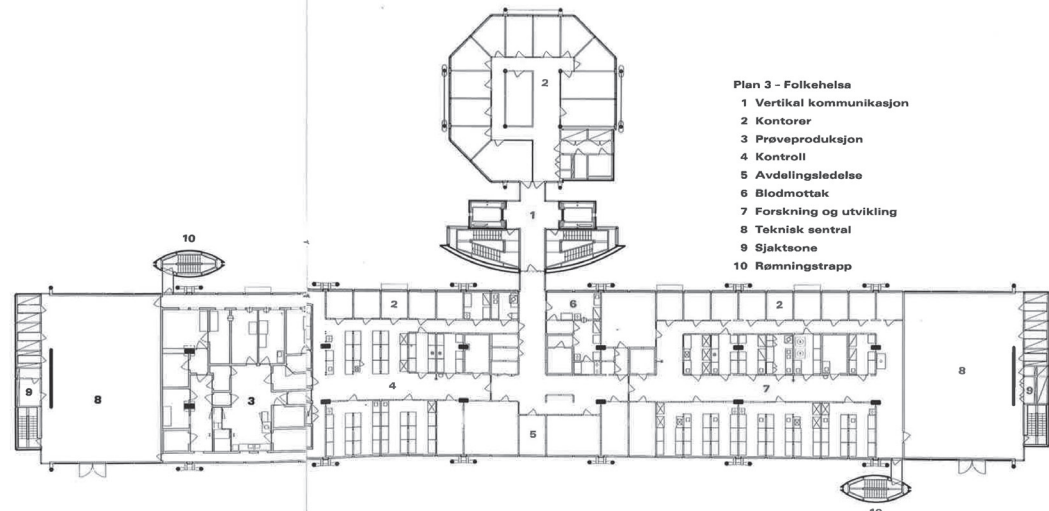 2
Plan 3 – Folkehelsa
1 Vertikal kommunikasjon
2 Kontorer
3 Prøveproduksjon
4 Kontroll
5 Avdelingsledelse
6 Blodmottak
7 Forskning og utvikling
8 Teknisk sentral
9 Sjaktsone
10 Rømningstrapp
1
10
2
6
2
9
8
3
4
7
8
9
5
10